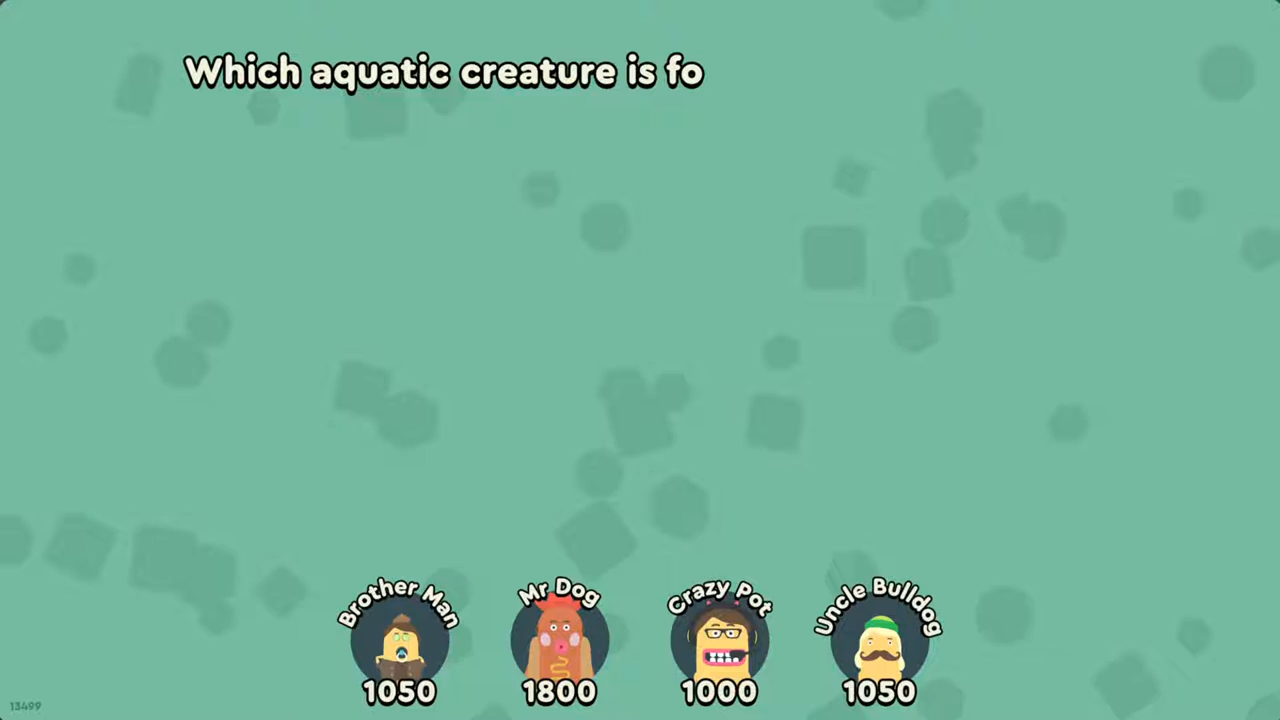 Which aquatic creature is fo
Brother Man
Mr Dog
Crazy Pot
Uncle Bulldog
1050
1800
1000
1050
13499